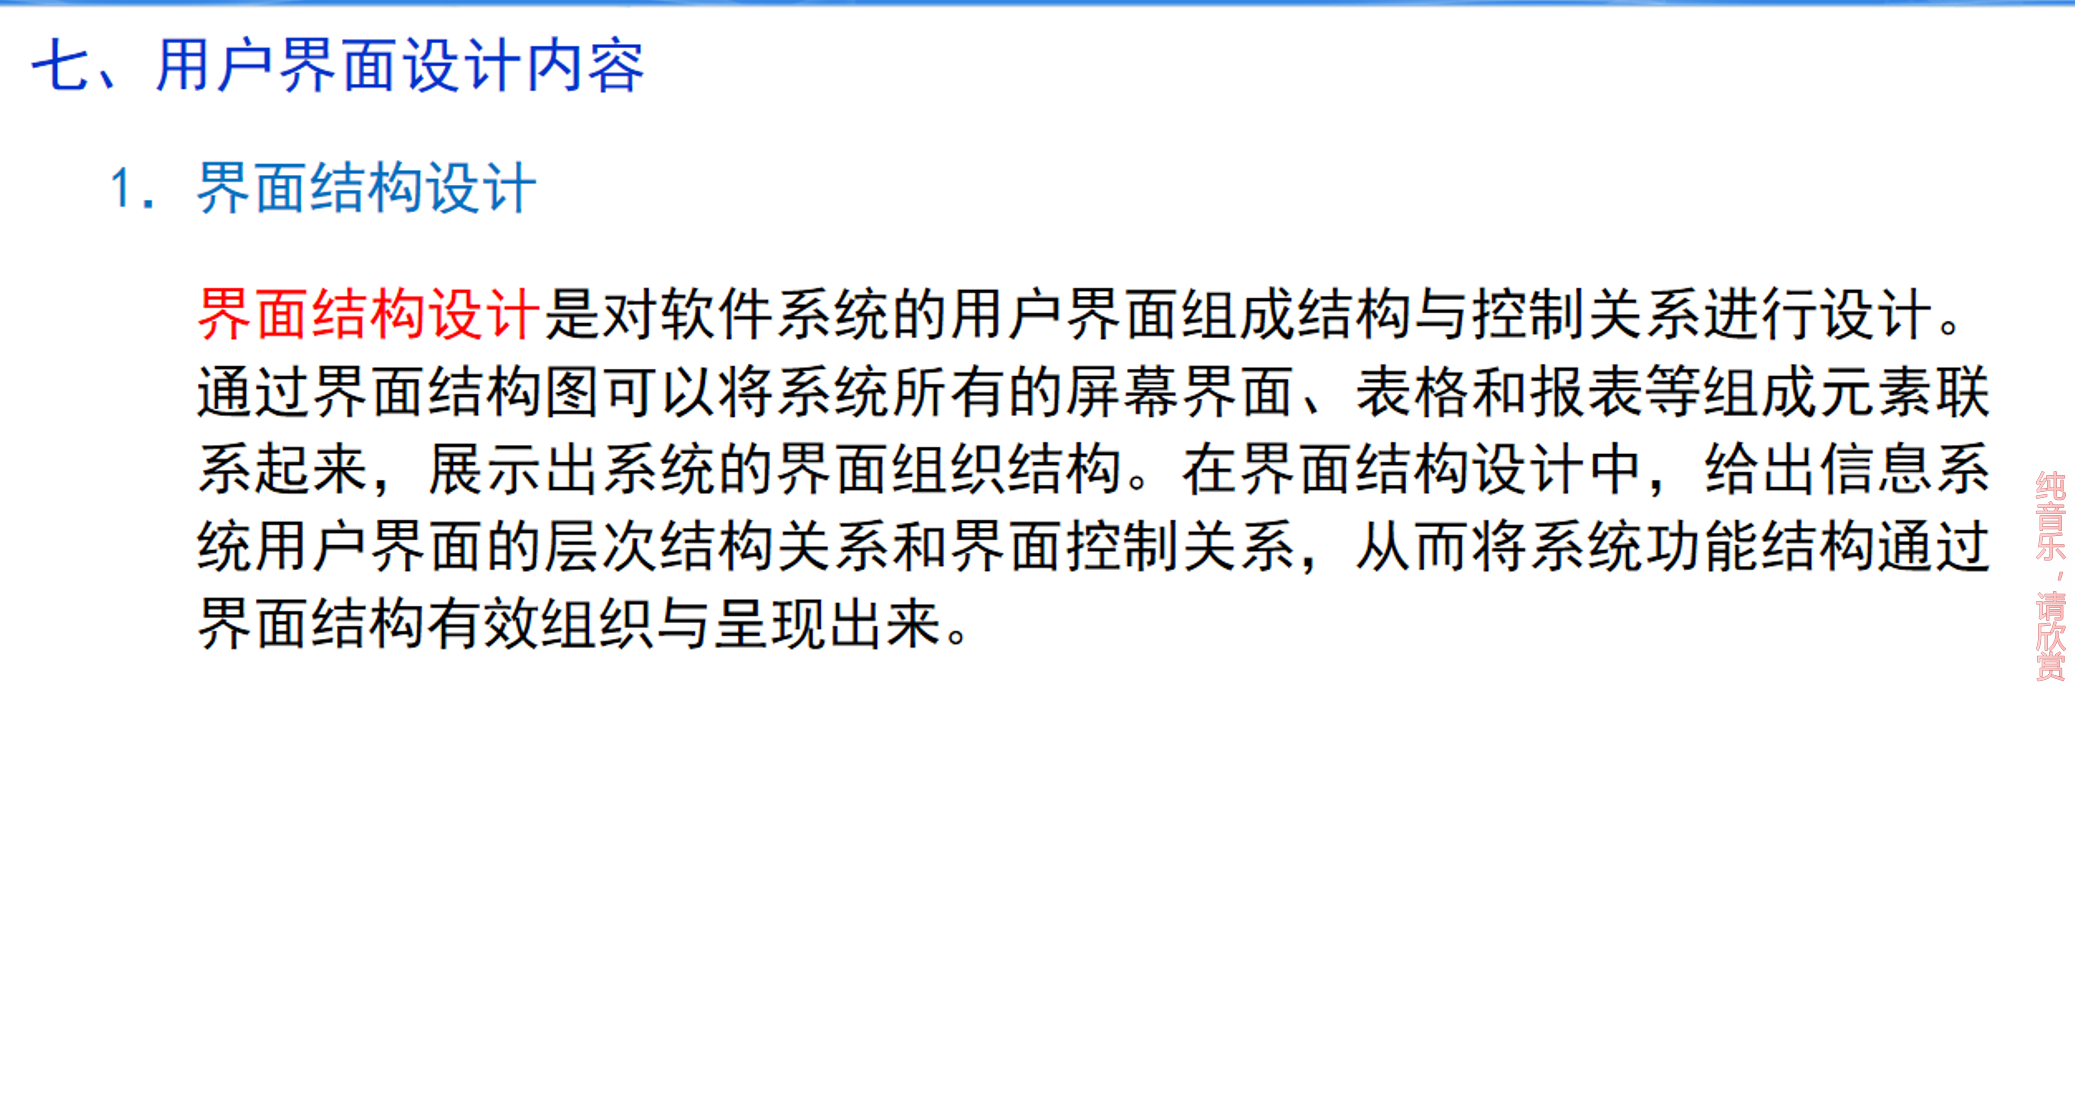 七、用户界面设计内容
1. 界面结构设计
界面结构设计是对软件系统的用户界面组成结构与控制关系进行设计。
通过界面结构图可以将系统所有的屏幕界面、表格和报表等组成元素联
系起来，展示出系统的界面组织结构。在界面结构设计中，给出信息系
统用户界面的层次结构关系和界面控制关系，从而将系统功能结构通过
界面结构有效组织与呈现出来。
纯音乐，请欣赏